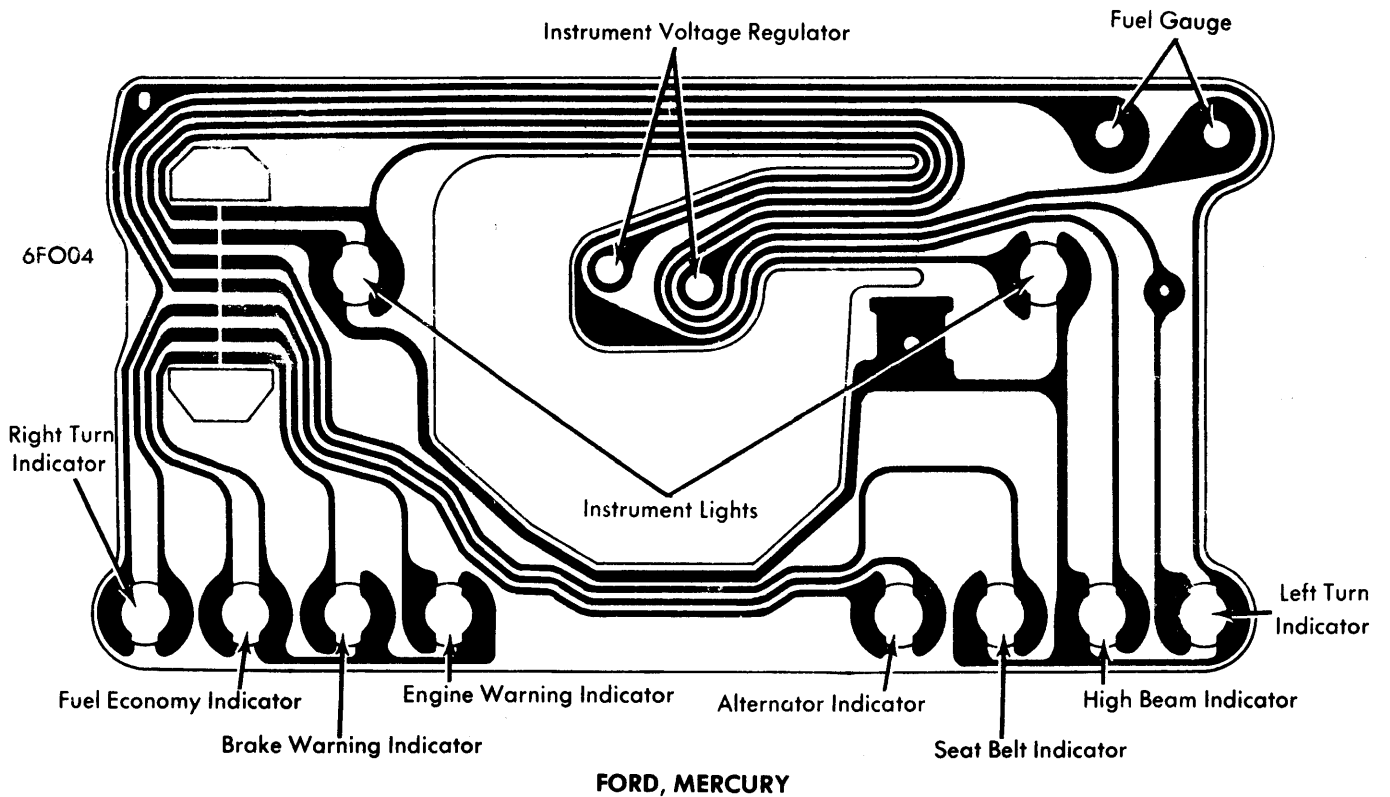 Instrument Voltage Regulator
Fuel Gauge
6FO04
Right Turn
Indicator
Instrument Lights
Left Turn
Indicator
Fuel Economy Indicator
Engine Warning Indicator
Alternator Indicator
High Beam Indicator
Brake Warning Indicator
Seat Belt Indicator
FORD, MERCURY